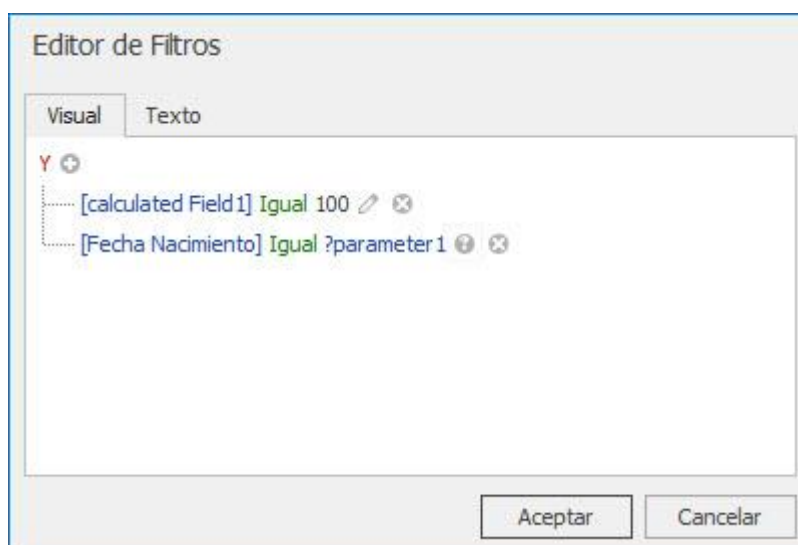 Editor de Filtros
Visual Texto
Y
[calculated Field1] Igual 100
[Fecha Nacimiento] Igual ?parameter1
Aceptar Cancelar